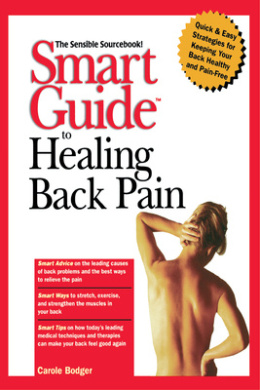 The Sensible Sourcebook!
Smart
Guide™
to
Healing
Back Pain
Quick & Easy
Strategies for
Keeping Your
Back Healthy
and Pain-Free
Smart Advice on the leading causes
of back problems and the best ways
to relieve the pain
Smart Ways to stretch, exercise,
and strengthen the muscles in
your back
Smart Tips on how today's leading
medical techniques and therapies
can make your back feel good again
Carole Bodger